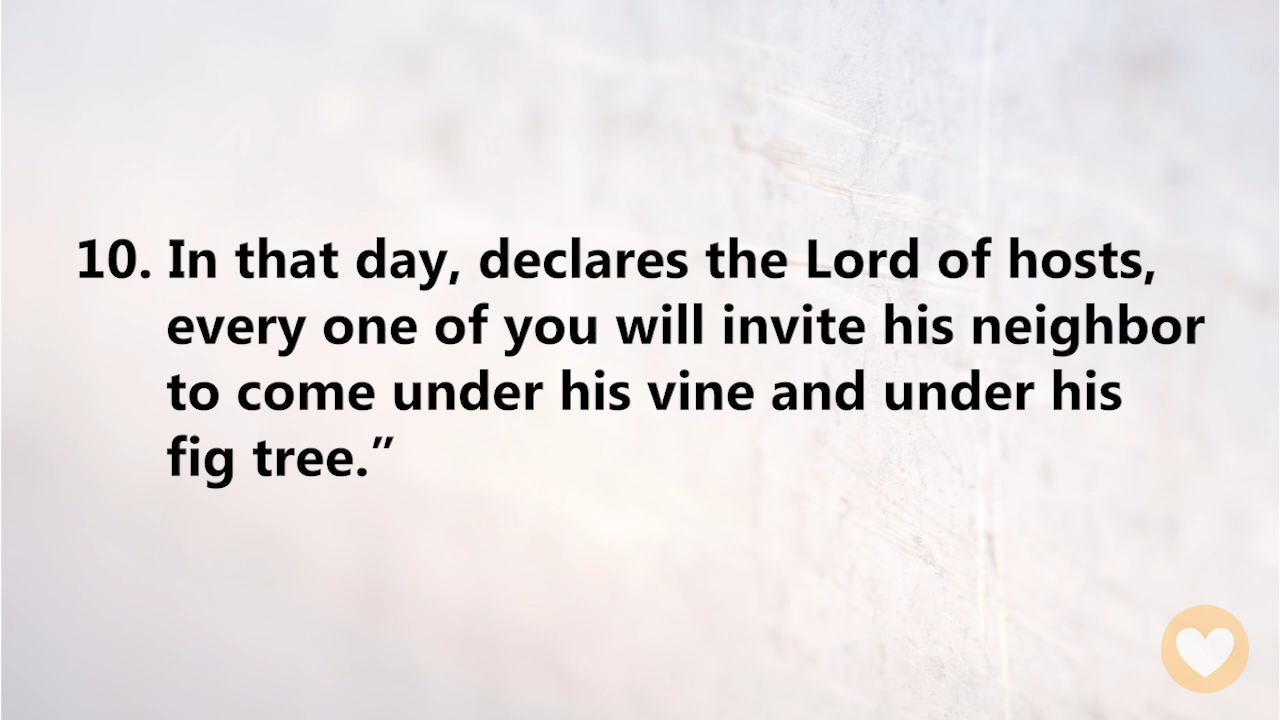 10. In that day, declares the Lord of hosts,
every one of you will invite his neighbor
to come under his vine and under his
fig tree.”